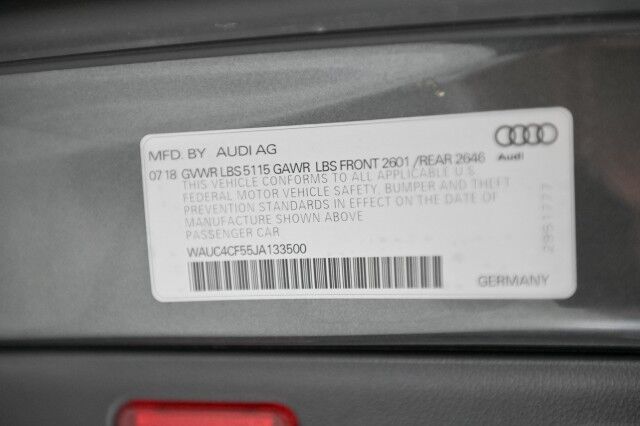 MFD. BY AUDI AG
07 18 GVWR LBS 5115 GAWR LBS FRONT 2601 /REAR 2646
Audi
THIS VEHICLE CONFORMS TO ALL APPLICABLE U.S.
FEDERAL MOTOR VEHICLE SAFETY, BUMPER AND THEFT
PREVENTION STANDARDS IN EFFECT ON THE DATE OF
MANUFACTURE SHOWN ABOVE
PASSENGER CAR
WAUC4CF55JA133500
GERMANY